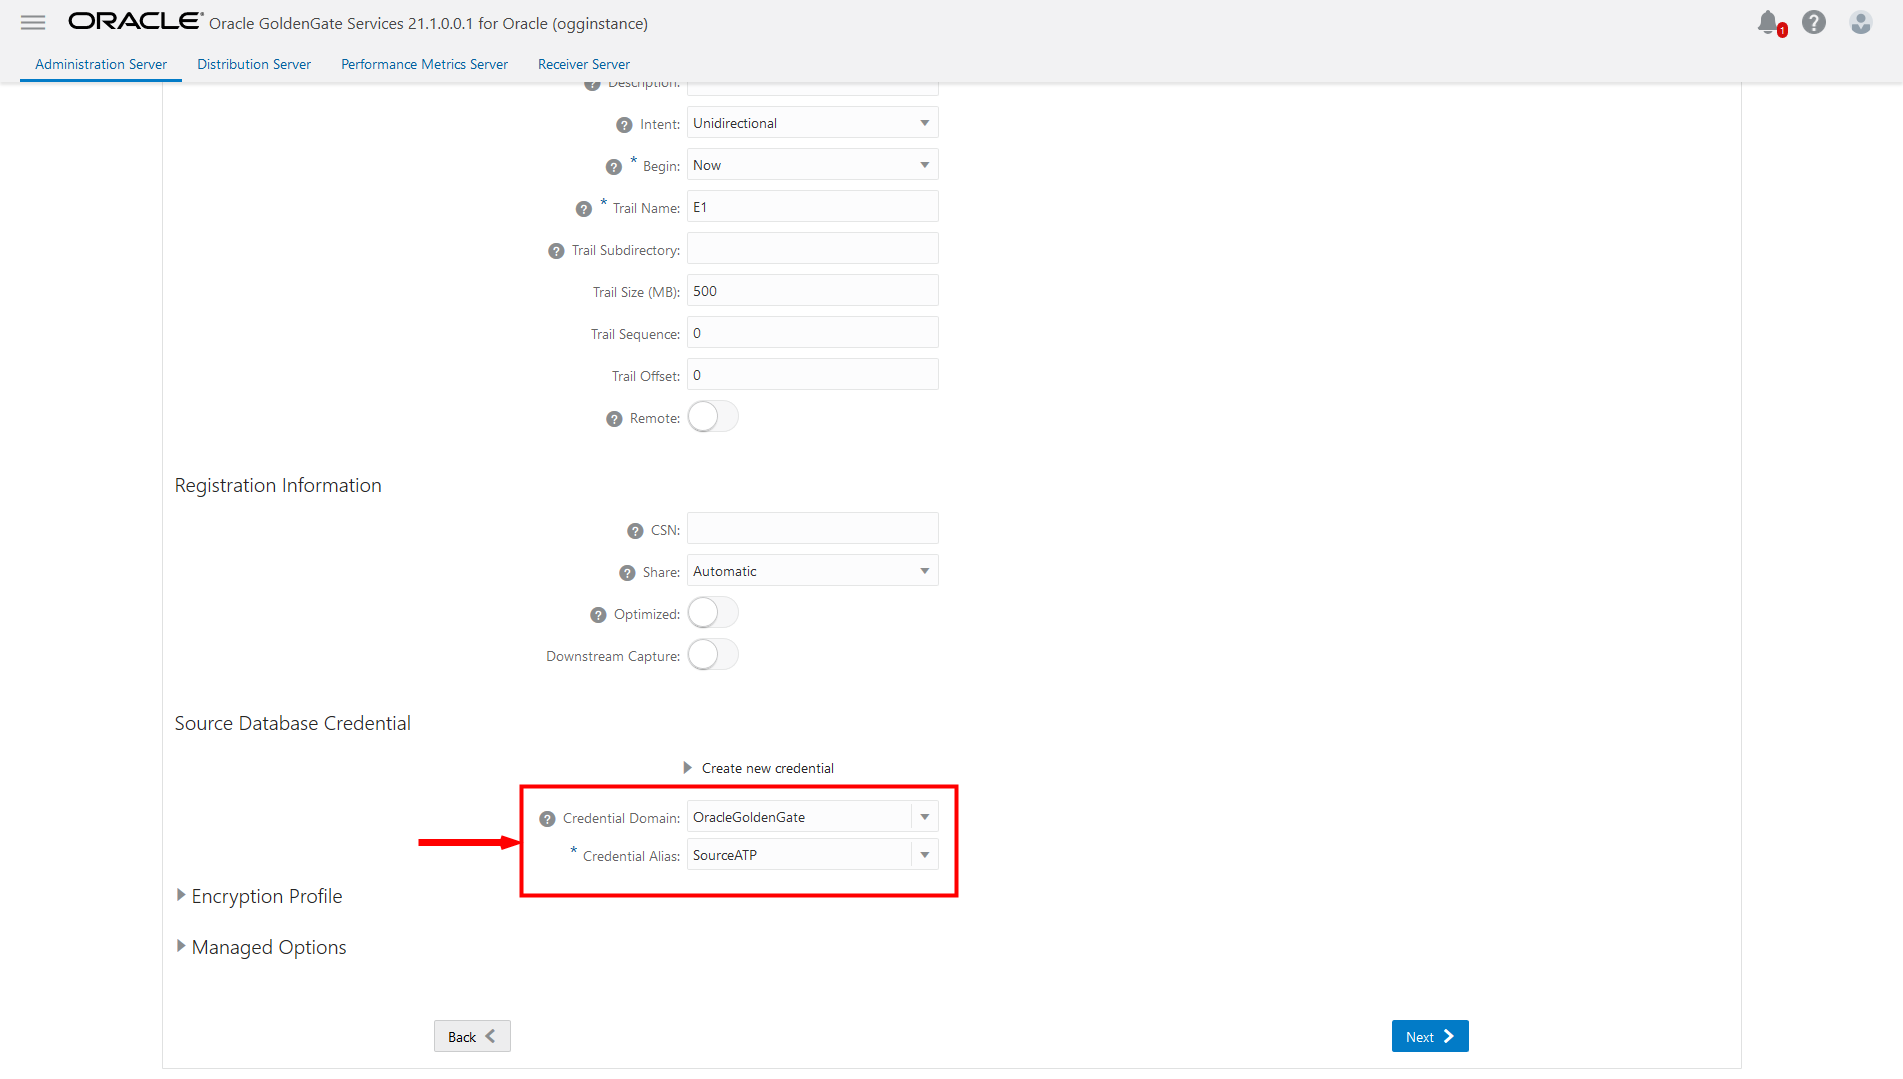 ORACLE Oracle GoldenGate Services 21.1.0.0.1 for Oracle (ogginstance)
1
Administration Server
Distribution Server
Performance Metrics Server
Receiver Server
Description:
Intent: Unidirectional
* Begin: Now
* Trail Name: E1
Trail Subdirectory:
Trail Size (MB): 500
Trail Sequence: 0
Trail Offset: 0
Remote:
Registration Information
CSN:
Share: Automatic
Optimized:
Downstream Capture:
Source Database Credential
Create new credential
Credential Domain: OracleGoldenGate
* Credential Alias: SourceATP
Encryption Profile
Managed Options
Back
Next